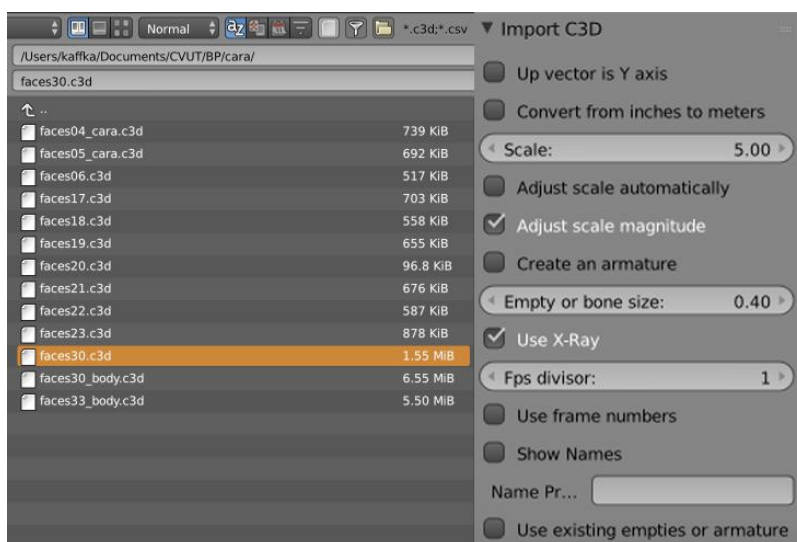 Normal
*.c3d;*.csv
/Users/kaffka/Documents/CVUT/BP/cara/
faces30.c3d
..
faces04_cara.c3d 739 KiB
faces05_cara.c3d 692 KiB
faces06.c3d 517 KiB
faces17.c3d 703 KiB
faces18.c3d 558 KiB
faces19.c3d 655 KiB
faces20.c3d 96.8 KiB
faces21.c3d 676 KiB
faces22.c3d 587 KiB
faces23.c3d 878 KiB
faces30.c3d 1.55 MiB
faces30_body.c3d 6.55 MiB
faces33_body.c3d 5.50 MiB
Import C3D
Up vector is Y axis
Convert from inches to meters
Scale: 5.00
Adjust scale automatically
Adjust scale magnitude
Create an armature
Empty or bone size: 0.40
Use X-Ray
Fps divisor: 1
Use frame numbers
Show Names
Name Pr...
Use existing empties or armature